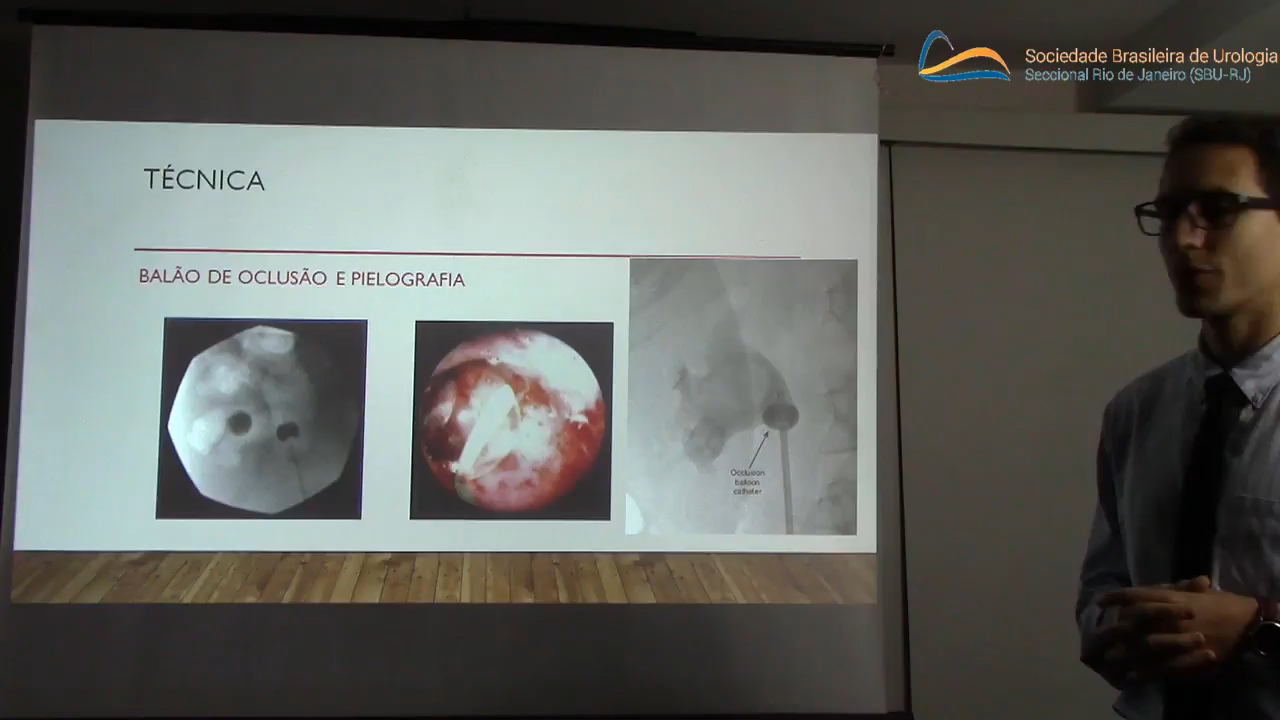 Sociedade Brasileira de Urologia
Seccional Rio de Janeiro (SBU-RJ)
TÉCNICA
BALÃO DE OCLUSÃO E PIELOGRAFIA
Occlusion
balloon
catheter